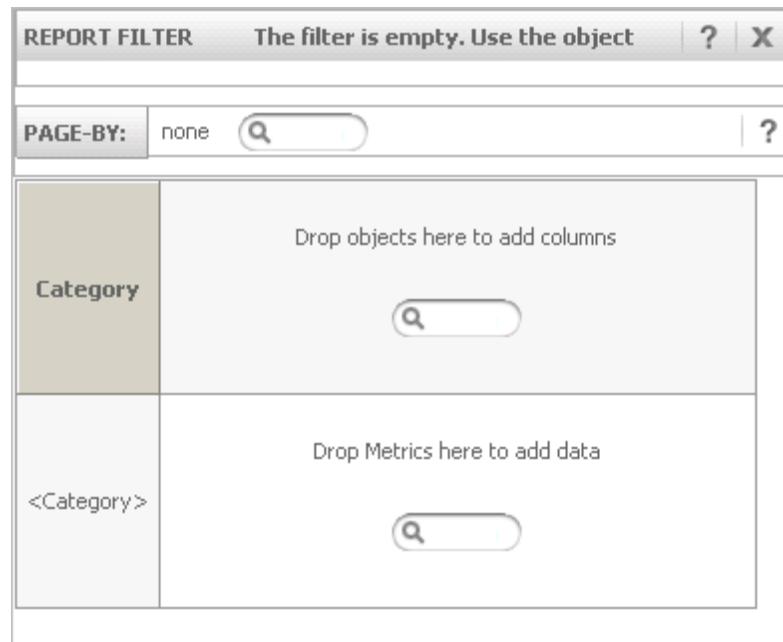 REPORT FILTER The filter is empty. Use the object ? X
PAGE-BY: none ?
Drop objects here to add columns
Category
Drop Metrics here to add data
<Category>